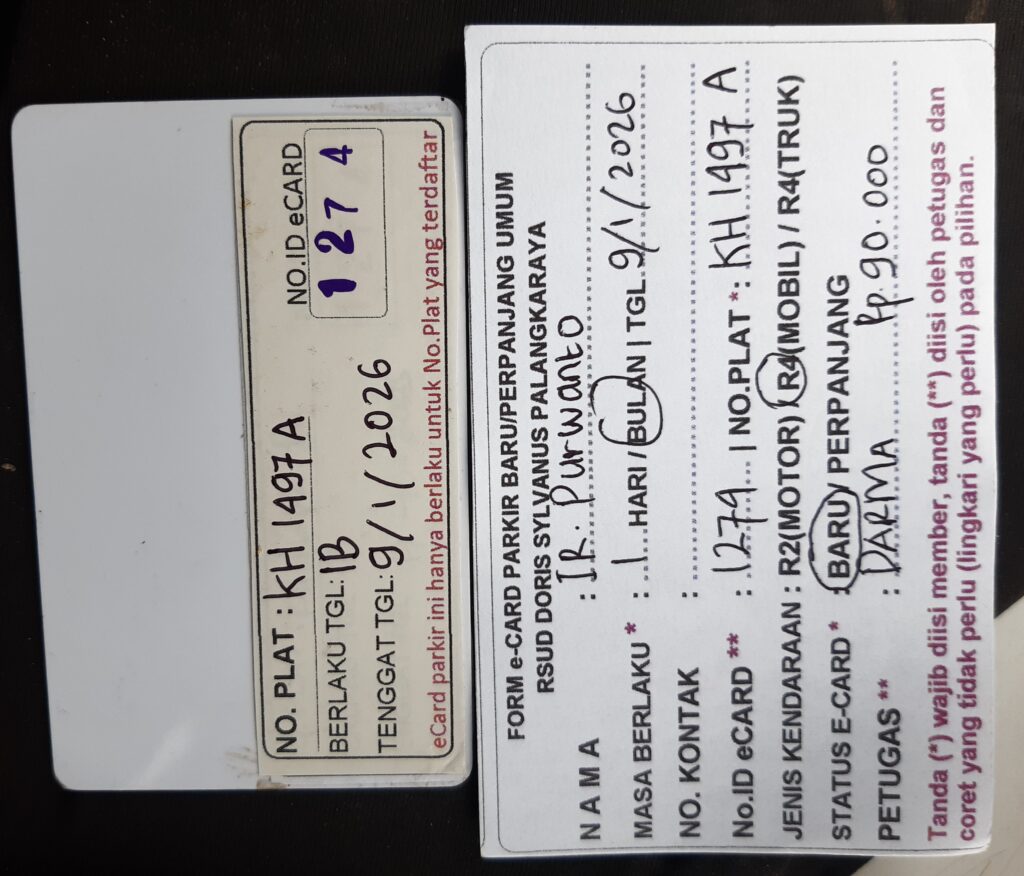 NO. PLAT : KH 1497 A
NO.ID eCARD
1274
BERLAKU TGL: 1B
TENGGAT TGL: 9/1/2026
eCard parkir ini hanya berlaku untuk No.Plat yang terdaftar
FORM e-CARD PARKIR BARU/PERPANJANG UMUM
RSUD DORIS SYLVANUS PALANGKARAYA
N A M A : IR. Purwanto
MASA BERLAKU * : 1 HARI / BULAN | TGL. 9/1/2026
NO. KONTAK :
No.ID eCARD ** : 1274 | NO.PLAT *: KH 1497 A
JENIS KENDARAAN : R2(MOTOR) / R4(MOBIL) / R4(TRUK)
STATUS E-CARD * : BARU / PERPANJANG
PETUGAS ** : DARMA Rp.90.000
Tanda (*) wajib diisi member, tanda (**) diisi oleh petugas dan
coret yang tidak perlu (lingkari yang perlu) pada pilihan.